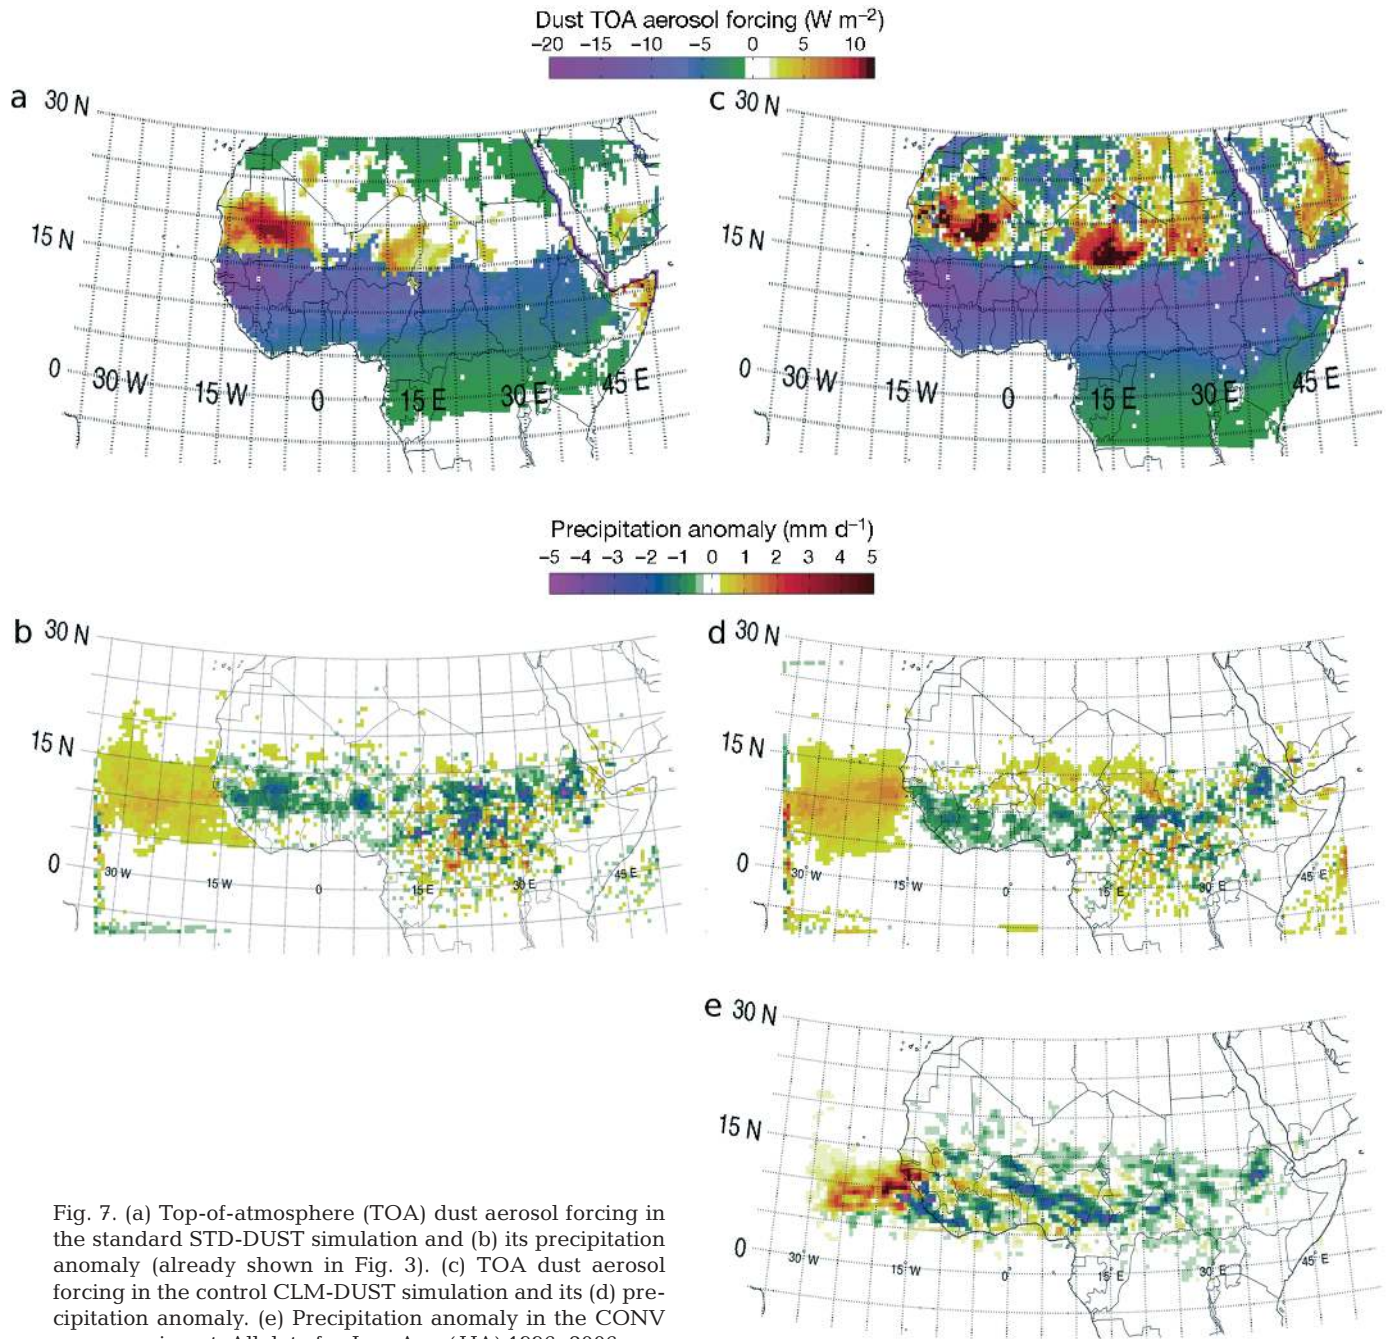 Dust TOA aerosol forcing (W m⁻²)
−20 −15 −10 −5 0 5 10
a 30 N
15 N
0
30 W 15 W 0 15 E 30 E 45 E
c 30 N
15 N
0
30 W 15 W 0 15 E 30 E 45 E
Precipitation anomaly (mm d⁻¹)
−5 −4 −3 −2 −1 0 1 2 3 4 5
b 30 N
15 N
0
30 W 15 W 0 15 E 30 E 45 E
d 30 N
15 N
0
30° W 15° W 0° 15° E 30° E 45° E
e 30 N
15 N
0
30° W 15° W 0° 15° E 30° E 45° E
Fig. 7. (a) Top-of-atmosphere (TOA) dust aerosol forcing in
the standard STD-DUST simulation and (b) its precipitation
anomaly (already shown in Fig. 3). (c) TOA dust aerosol
forcing in the control CLM-DUST simulation and its (d) pre-
cipitation anomaly. (e) Precipitation anomaly in the CONV